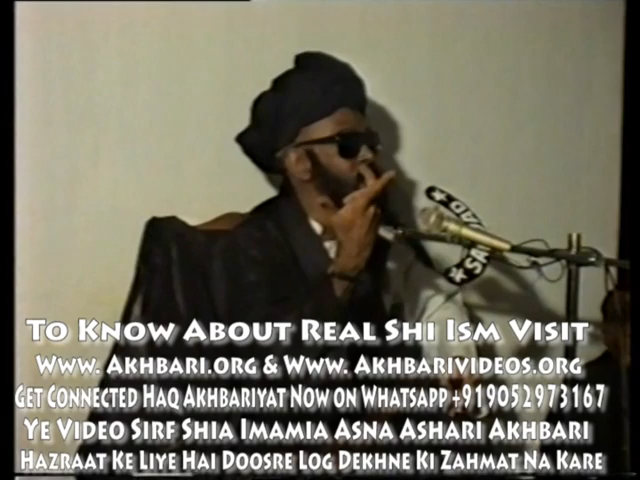 To Know About Real Shi Ism Visit
Www. Akhbari.org & Www. Akhbarivideos.org
Get Connected Haq Akhbariyat Now on Whatsapp +919052973167
Ye Video Sirf Shia Imamia Asna Ashari Akhbari
Hazraat Ke Liye Hai Doosre Log Dekhne Ki Zahmat Na Kare